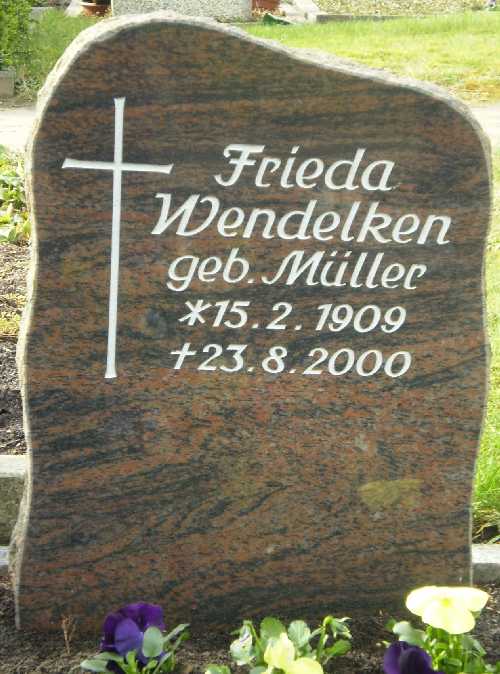 Frieda
Wendelken
geb. Müller
*15.2.1909
†23.8.2000